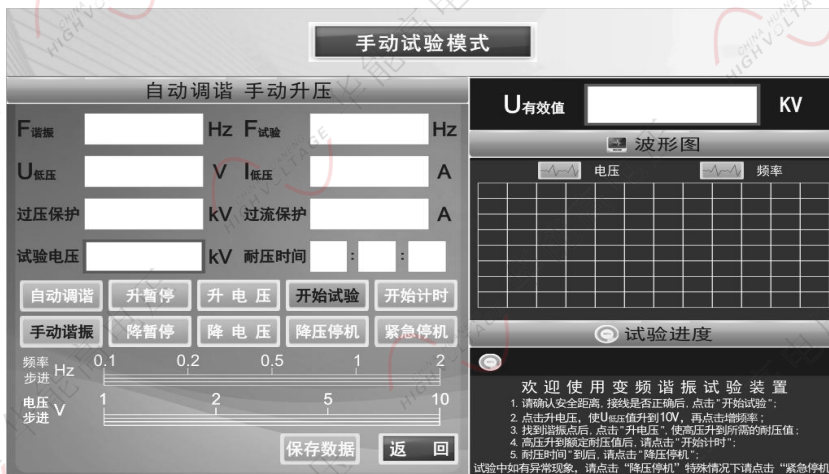 手动试验模式
自动调谐 手动升压
F谐振 Hz F试验 Hz
U低压 V I低压 A
过压保护 kV 过流保护 A
试验电压 kV 耐压时间 : :
自动调谐 升暂停 升电压 开始试验 开始计时
手动谐振 降暂停 降电压 降压停机 紧急停机
频率步进 Hz 0.1 0.2 0.5 1 2
电压步进 V 1 2 5 10
保存数据 返回
U有效值 KV
波形图
电压 频率
试验进度
欢迎使用变频谐振试验装置
1. 请确认安全距离, 接线是否正确后, 点击"开始试验";
2. 点击升电压, 使U低压值升到10V, 再点击增频率;
3. 找到谐振点后, 点击"升电压", 使高压升到所需的耐压值;
4. 高压升到额定耐压值后, 请点击"开始计时";
5. 耐压时间"到后, 请点击"降压停机";
试验中如有异常现象, 请点击"降压停机"特殊情况下请点击"紧急停机
CHINA HUANENG
HIGH VOLTAGE
华能高电